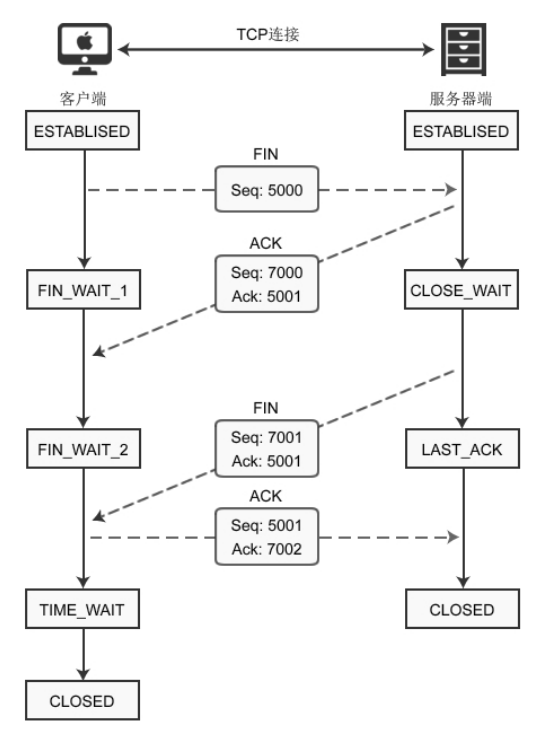 TCP连接
客户端
服务器端
ESTABLISED
ESTABLISED
FIN
Seq: 5000
ACK
Seq: 7000
Ack: 5001
FIN_WAIT_1
CLOSE_WAIT
FIN
Seq: 7001
Ack: 5001
FIN_WAIT_2
LAST_ACK
ACK
Seq: 5001
Ack: 7002
TIME_WAIT
CLOSED
CLOSED